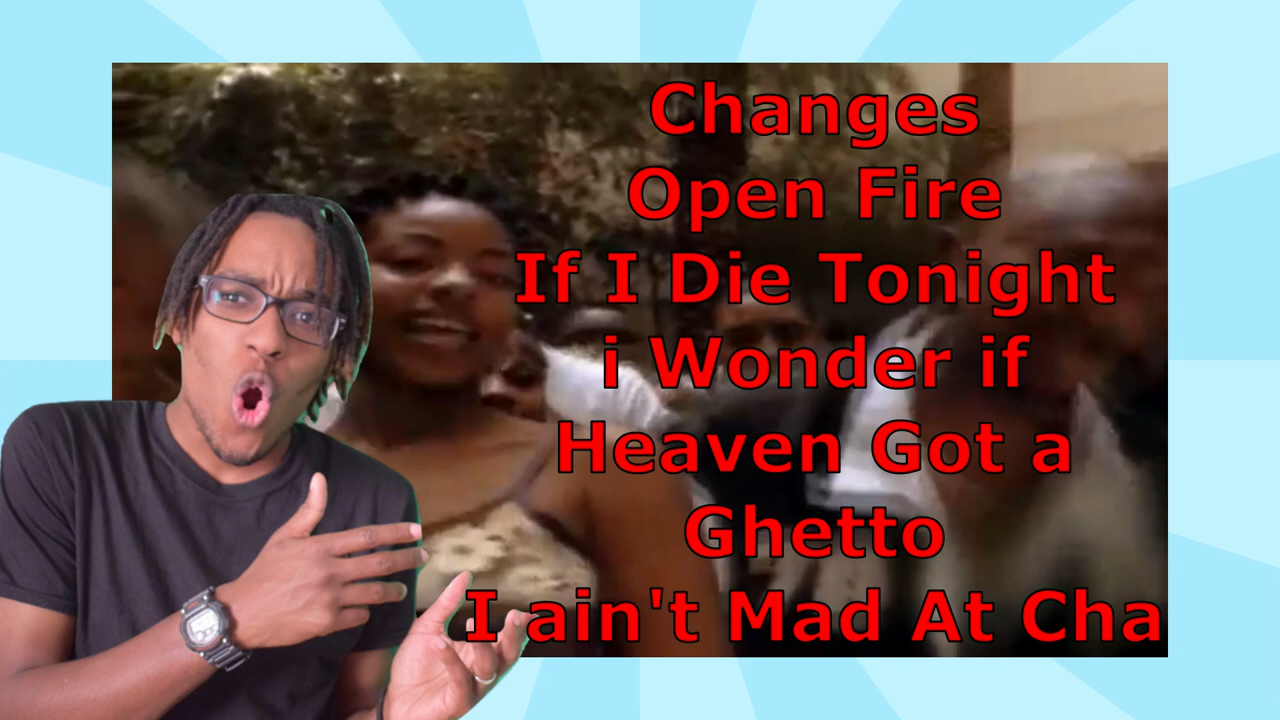 Changes
Open Fire
If I Die Tonight
i Wonder if
Heaven Got a
Ghetto
I ain't Mad At Cha